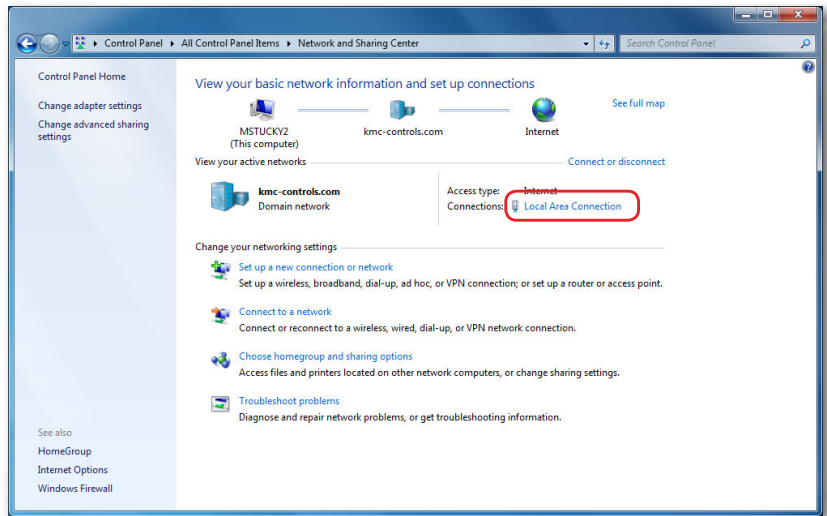 Control Panel ▸ All Control Panel Items ▸ Network and Sharing Center
Search Control Panel
Control Panel Home
Change adapter settings
Change advanced sharing
settings
View your basic network information and set up connections
See full map
MSTUCKY2
(This computer)
kmc-controls.com
Internet
View your active networks
Connect or disconnect
kmc-controls.com
Domain network
Access type: Internet
Connections: Local Area Connection
Change your networking settings
Set up a new connection or network
Set up a wireless, broadband, dial-up, ad hoc, or VPN connection; or set up a router or access point.
Connect to a network
Connect or reconnect to a wireless, wired, dial-up, or VPN network connection.
Choose homegroup and sharing options
Access files and printers located on other network computers, or change sharing settings.
Troubleshoot problems
Diagnose and repair network problems, or get troubleshooting information.
See also
HomeGroup
Internet Options
Windows Firewall